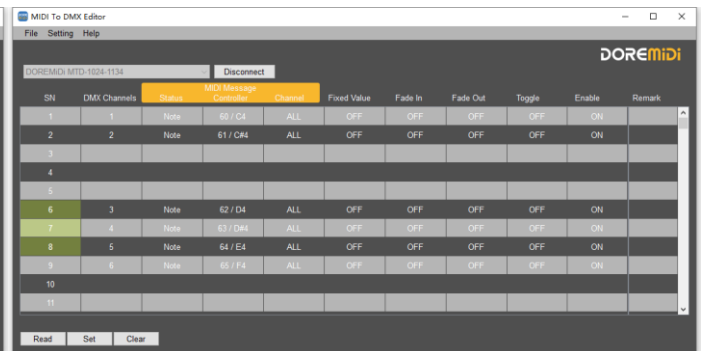 MIDI To DMX Editor
File Setting Help
DOREMiDi
DOREMiDi MTD-1024-1134 Disconnect
MIDI Message
SN DMX Channels Status Controller Channel Fixed Value Fade In Fade Out Toggle Enable Remark
1 1 Note 60 / C4 ALL OFF OFF OFF OFF ON
2 2 Note 61 / C#4 ALL OFF OFF OFF OFF ON
3
4
5
6 3 Note 62 / D4 ALL OFF OFF OFF OFF ON
7 4 Note 63 / D#4 ALL OFF OFF OFF OFF ON
8 5 Note 64 / E4 ALL OFF OFF OFF OFF ON
9 6 Note 65 / F4 ALL OFF OFF OFF OFF ON
10
11
Read Set Clear